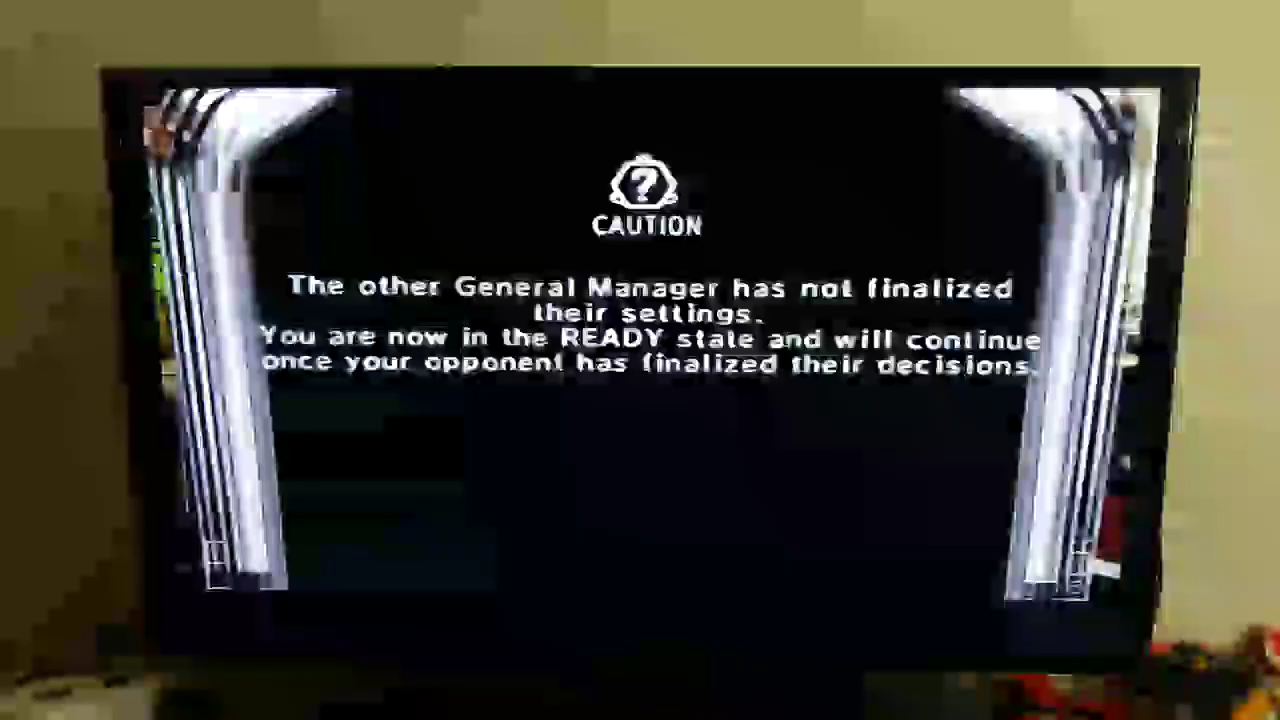 ?
CAUTION
The other General Manager has not finalized
their settings.
You are now in the READY state and will continue
once your opponent has finalized their decisions.